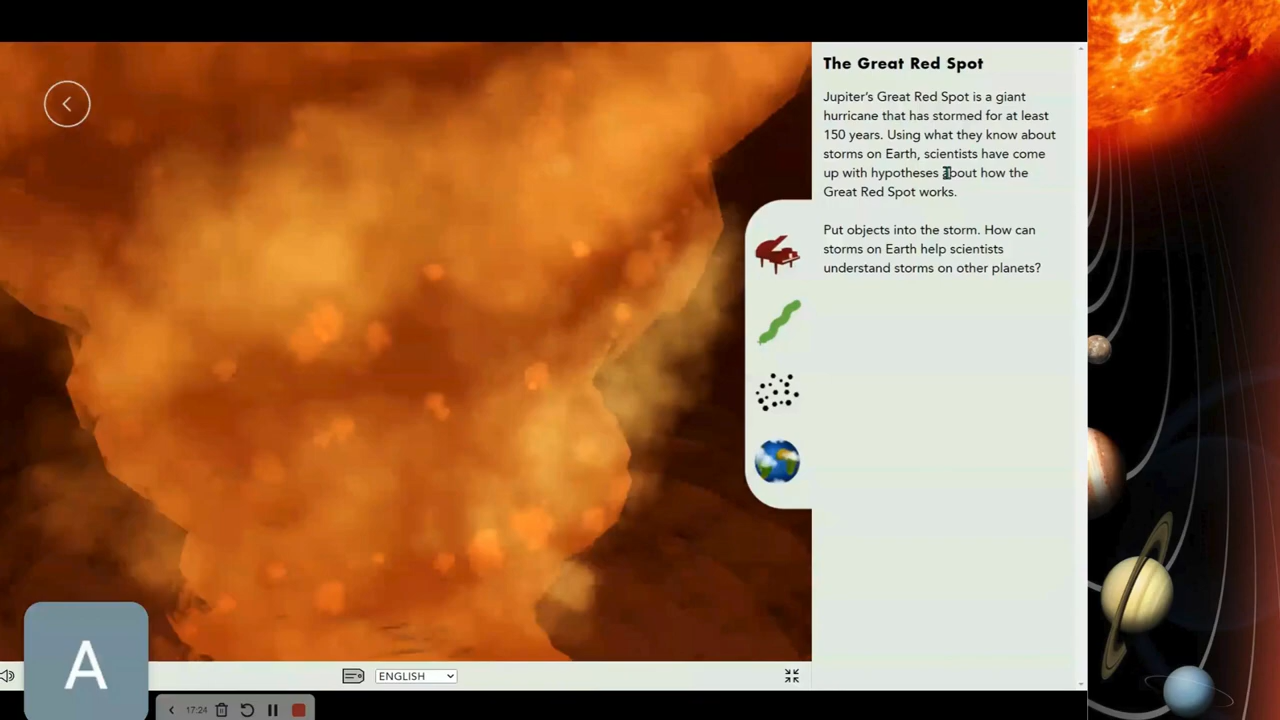 The Great Red Spot
Jupiter's Great Red Spot is a giant
hurricane that has stormed for at least
150 years. Using what they know about
storms on Earth, scientists have come
up with hypotheses about how the
Great Red Spot works.
Put objects into the storm. How can
storms on Earth help scientists
understand storms on other planets?
A
ENGLISH
17:24